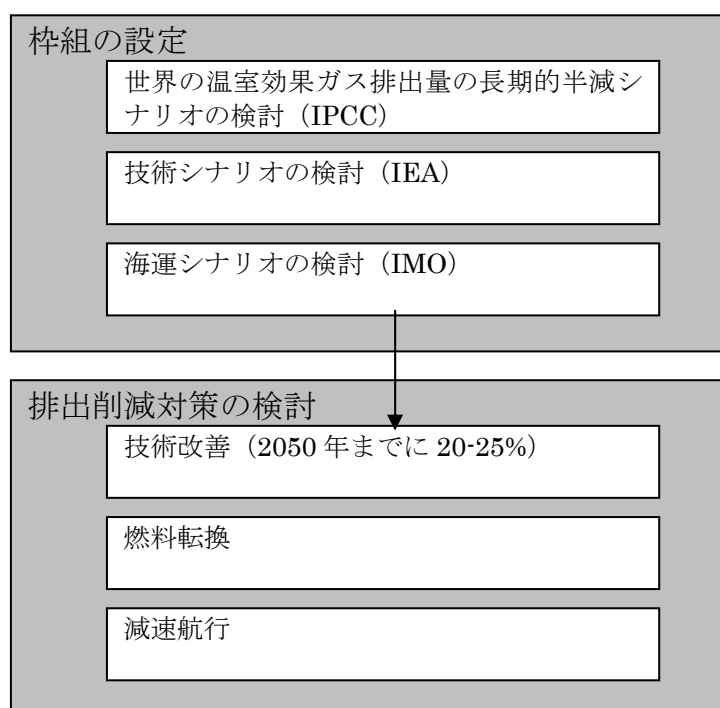 枠組の設定
世界の温室効果ガス排出量の長期的半減シ
ナリオの検討（IPCC）
技術シナリオの検討（IEA）
海運シナリオの検討（IMO）
排出削減対策の検討
技術改善（2050 年までに 20-25%）
燃料転換
減速航行